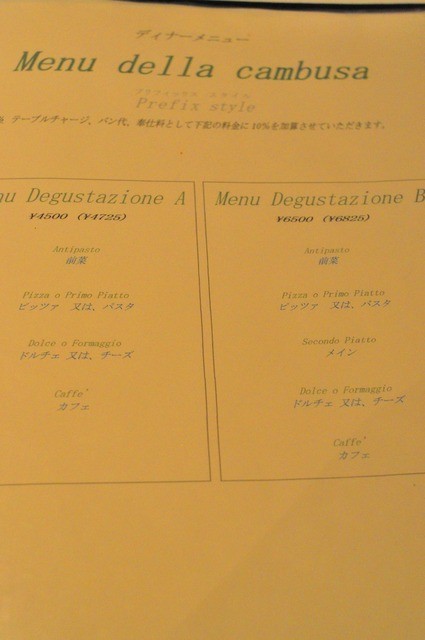 ディナーメニュー
Menu della cambusa
プリフィックス スタイル
Prefix style
テーブルチャージ、パン代、奉仕料として下記の料金に10%を加算させていただきます。
nu Degustazione A
¥4500 (¥4725)
Antipasto
前菜
Pizza o Primo Piatto
ピッツァ 又は、パスタ
Dolce o Formaggio
ドルチェ 又は、チーズ
Caffe'
カフェ
Menu Degustazione B
¥6500 (¥6825)
Antipasto
前菜
Pizza o Primo Piatto
ピッツァ 又は、パスタ
Secondo Piatto
メイン
Dolce o Formaggio
ドルチェ 又は、チーズ
Caffe'
カフェ